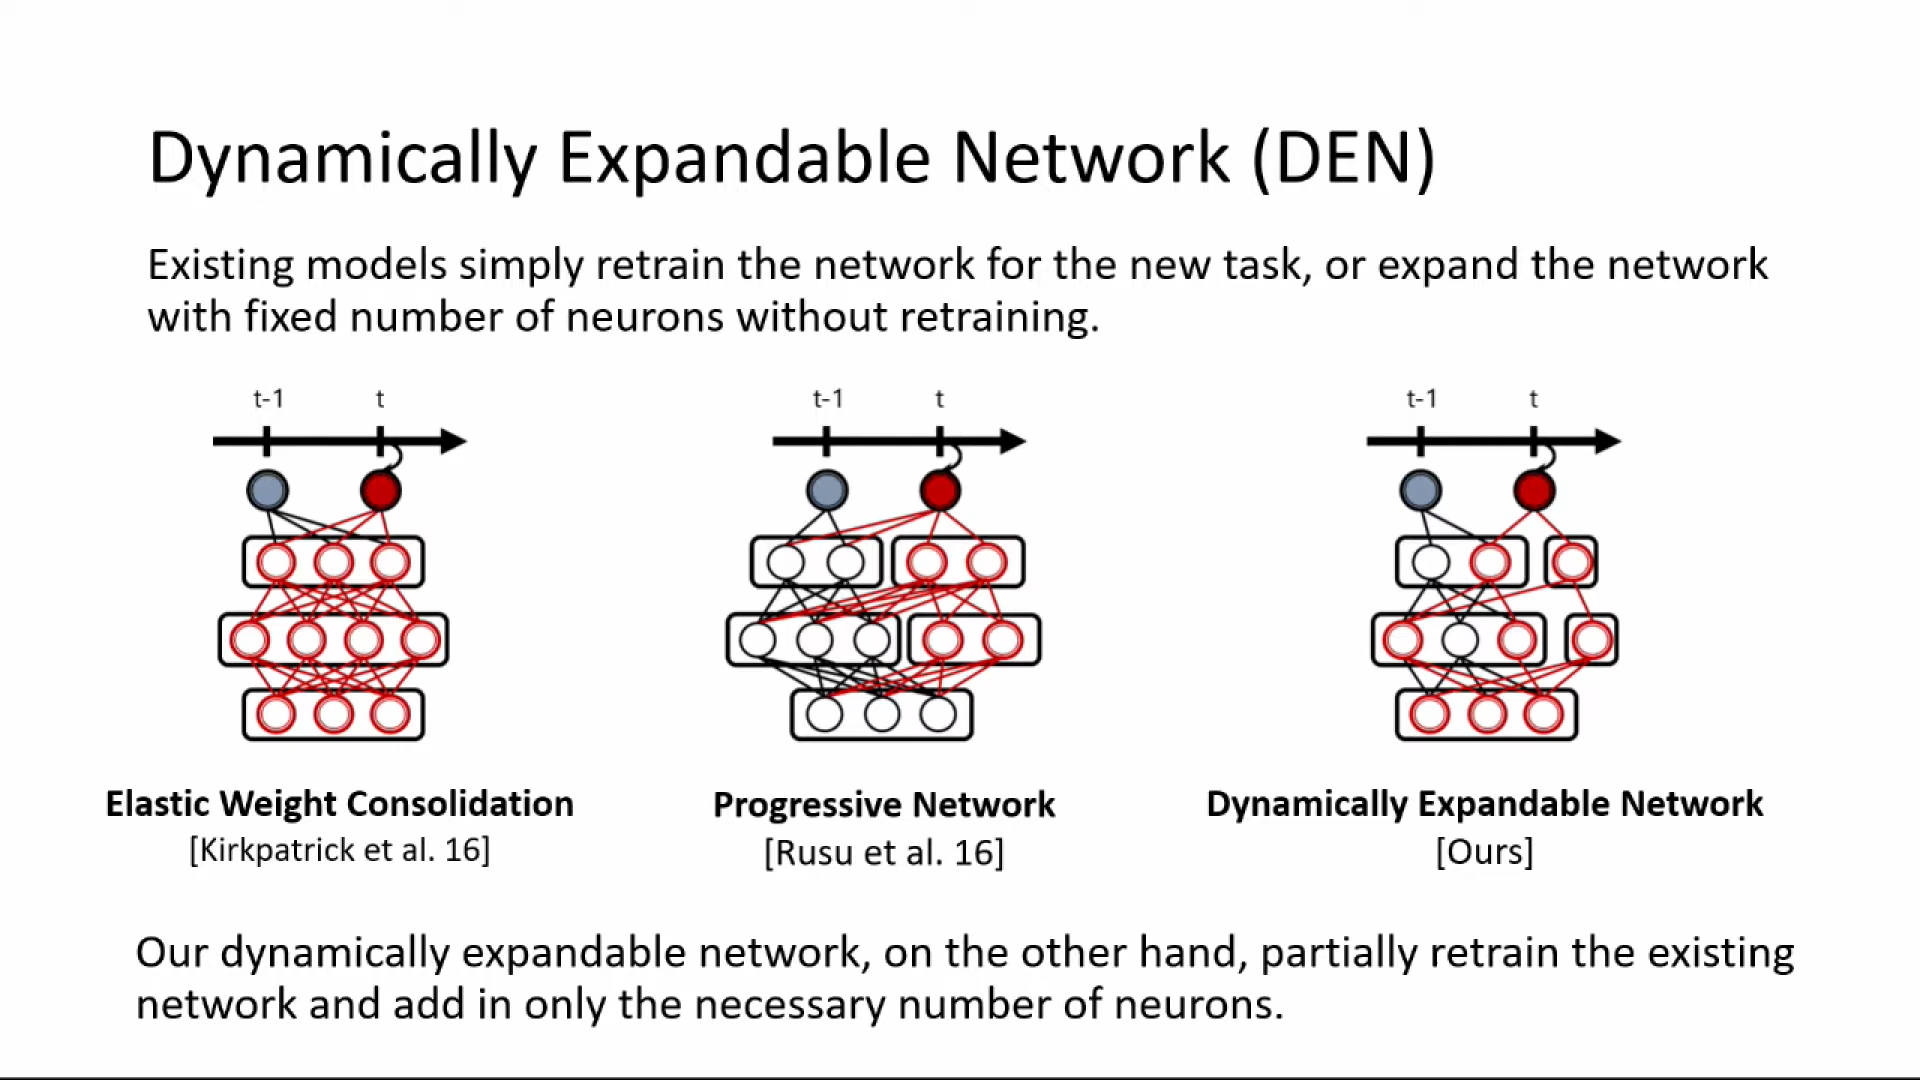 Dynamically Expandable Network (DEN)
Existing models simply retrain the network for the new task, or expand the network
with fixed number of neurons without retraining.
t-1 t
t-1 t
t-1 t
Elastic Weight Consolidation
[Kirkpatrick et al. 16]
Progressive Network
[Rusu et al. 16]
Dynamically Expandable Network
[Ours]
Our dynamically expandable network, on the other hand, partially retrain the existing
network and add in only the necessary number of neurons.